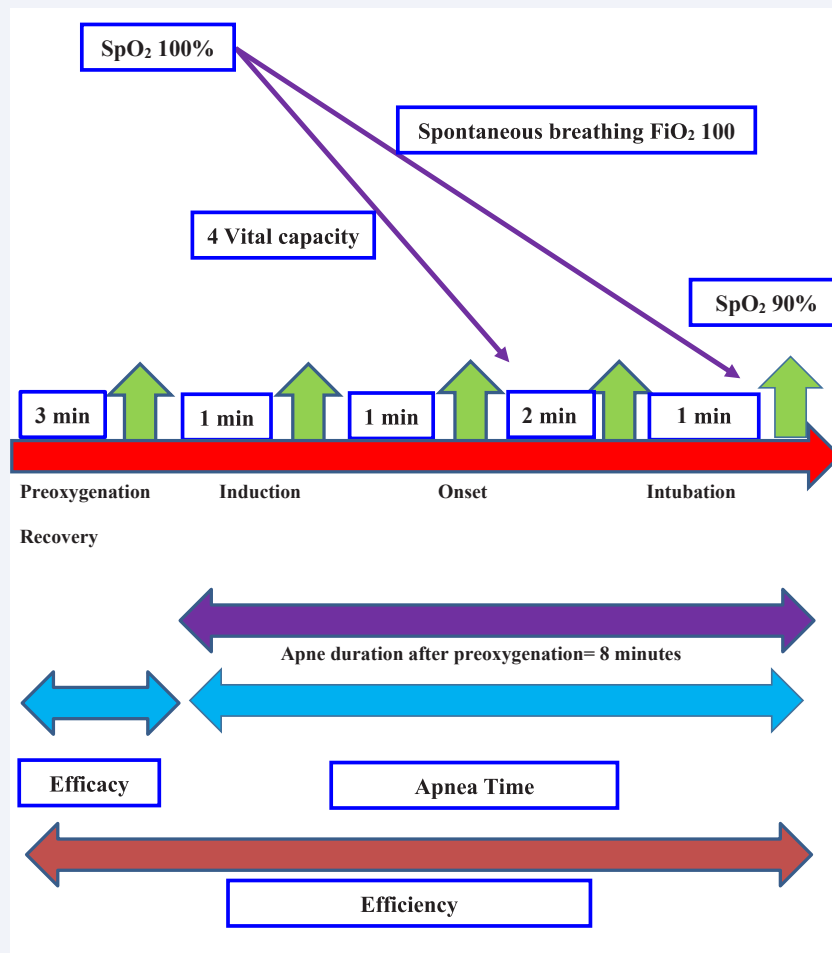 SpO₂ 100%
Spontaneous breathing FiO₂ 100
4 Vital capacity
SpO₂ 90%
3 min
1 min
1 min
2 min
1 min
Preoxygenation
Induction
Onset
Intubation
Recovery
Apne duration after preoxygenation= 8 minutes
Efficacy
Apnea Time
Efficiency